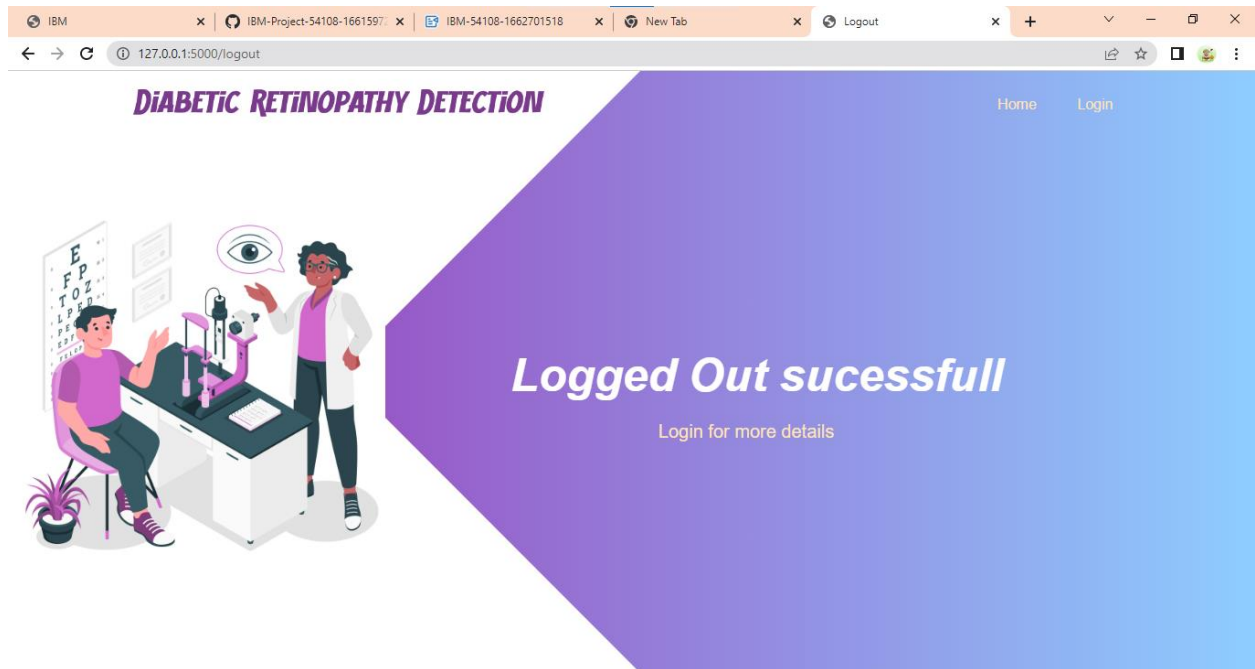 IBM
IBM-Project-54108-1661597
IBM-54108-1662701518
New Tab
Logout
127.0.0.1:5000/logout
DiABETiC RETiNOPATHY DETECTiON
Home
Login
E
F P
T O Z
L P E D
Logged Out sucessfull
Login for more details